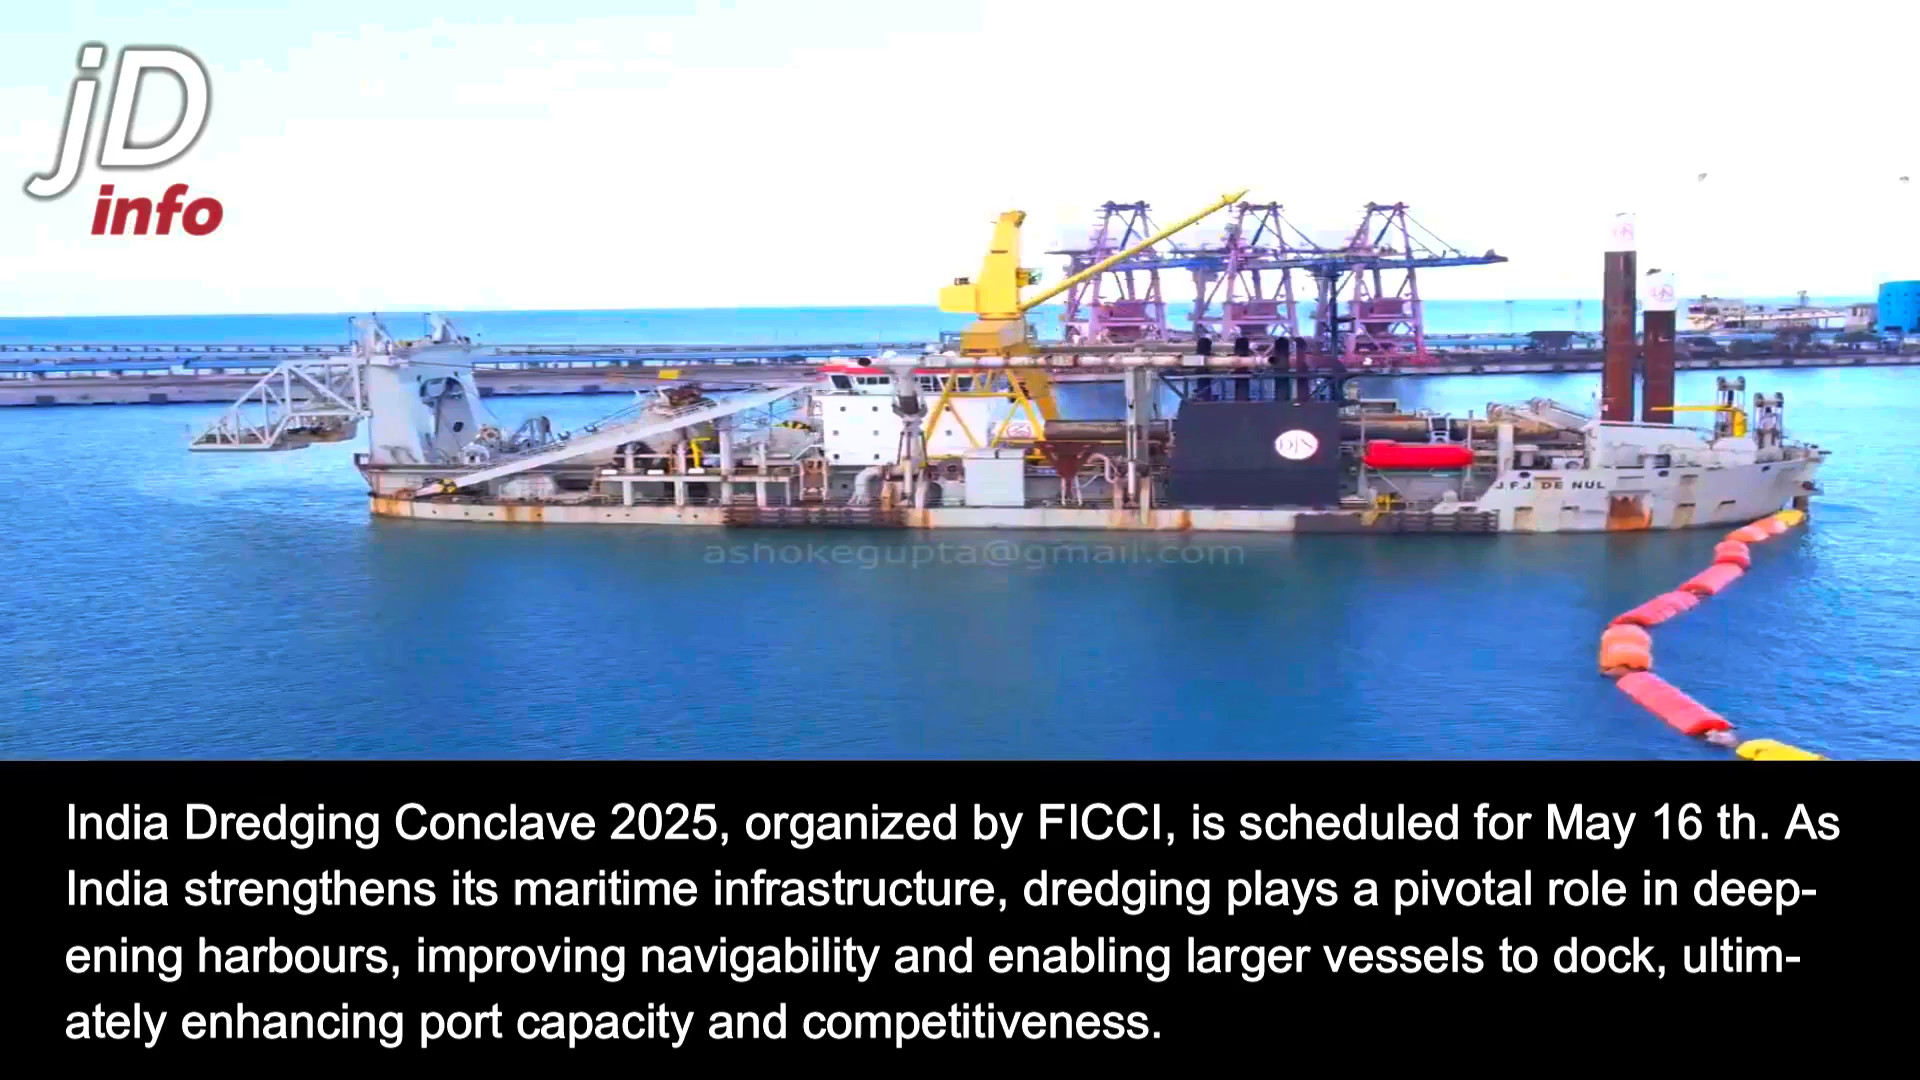 jD
info
DN
J.F.J. DE NUL
ashokegupta@gmail.com
India Dredging Conclave 2025, organized by FICCI, is scheduled for May 16 th. As
India strengthens its maritime infrastructure, dredging plays a pivotal role in deep-
ening harbours, improving navigability and enabling larger vessels to dock, ultim-
ately enhancing port capacity and competitiveness.